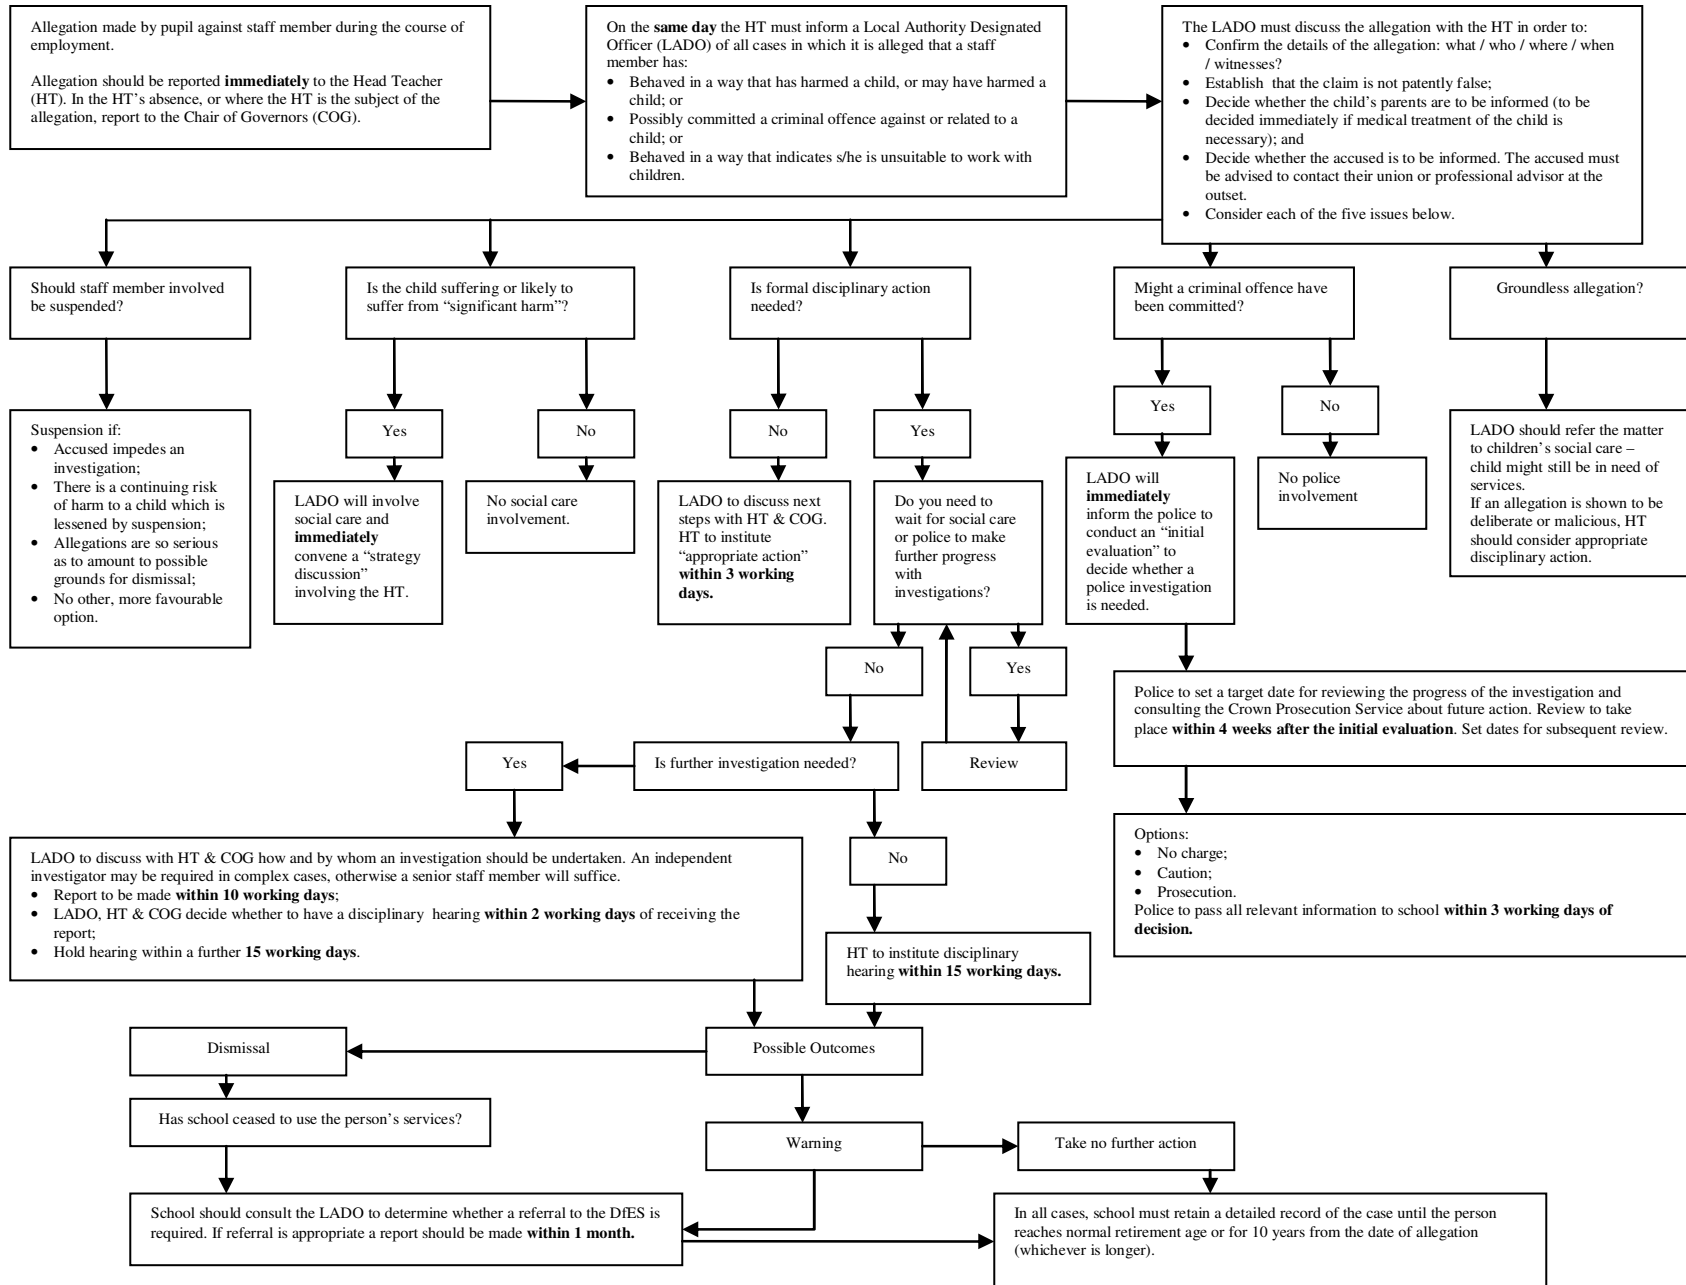 Allegation made by pupil against staff member during the course of
employment.
Allegation should be reported immediately to the Head Teacher
(HT). In the HT’s absence, or where the HT is the subject of the
allegation, report to the Chair of Governors (COG).
On the same day the HT must inform a Local Authority Designated
Officer (LADO) of all cases in which it is alleged that a staff
member has:
• Behaved in a way that has harmed a child, or may have harmed a
child; or
• Possibly committed a criminal offence against or related to a
child; or
• Behaved in a way that indicates s/he is unsuitable to work with
children.
The LADO must discuss the allegation with the HT in order to:
• Confirm the details of the allegation: what / who / where / when
/ witnesses?
• Establish that the claim is not patently false;
• Decide whether the child’s parents are to be informed (to be
decided immediately if medical treatment of the child is
necessary); and
• Decide whether the accused is to be informed. The accused must
be advised to contact their union or professional advisor at the
outset.
• Consider each of the five issues below.
Should staff member involved
be suspended?
Is the child suffering or likely to
suffer from “significant harm”?
Is formal disciplinary action
needed?
Might a criminal offence have
been committed?
Groundless allegation?
Yes
No
No
Yes
Yes
No
Suspension if:
• Accused impedes an
investigation;
• There is a continuing risk
of harm to a child which is
lessened by suspension;
• Allegations are so serious
as to amount to possible
grounds for dismissal;
• No other, more favourable
option.
LADO will involve
social care and
immediately
convene a “strategy
discussion”
involving the HT.
No social care
involvement.
LADO to discuss next
steps with HT & COG.
HT to institute
“appropriate action”
within 3 working
days.
Do you need to
wait for social care
or police to make
further progress
with
investigations?
LADO will
immediately
inform the police to
conduct an “initial
evaluation” to
decide whether a
police investigation
is needed.
No police
involvement
LADO should refer the matter
to children’s social care –
child might still be in need of
services.
If an allegation is shown to be
deliberate or malicious, HT
should consider appropriate
disciplinary action.
No
Yes
Police to set a target date for reviewing the progress of the investigation and
consulting the Crown Prosecution Service about future action. Review to take
place within 4 weeks after the initial evaluation. Set dates for subsequent review.
Yes
Is further investigation needed?
Review
LADO to discuss with HT & COG how and by whom an investigation should be undertaken. An independent
investigator may be required in complex cases, otherwise a senior staff member will suffice.
• Report to be made within 10 working days;
• LADO, HT & COG decide whether to have a disciplinary hearing within 2 working days of receiving the
report;
• Hold hearing within a further 15 working days.
No
Options:
• No charge;
• Caution;
• Prosecution.
Police to pass all relevant information to school within 3 working days of
decision.
HT to institute disciplinary
hearing within 15 working days.
Dismissal
Possible Outcomes
Has school ceased to use the person’s services?
Warning
Take no further action
School should consult the LADO to determine whether a referral to the DfES is
required. If referral is appropriate a report should be made within 1 month.
In all cases, school must retain a detailed record of the case until the person
reaches normal retirement age or for 10 years from the date of allegation
(whichever is longer).